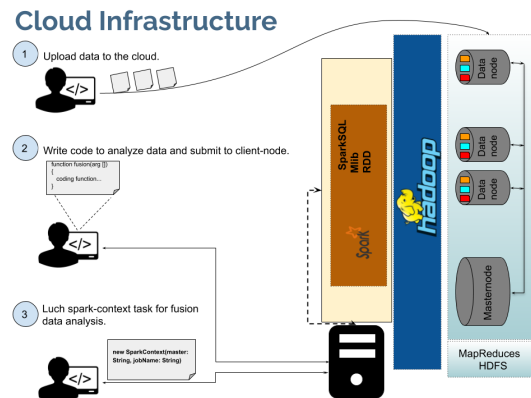 Cloud Infrastructure
1
Upload data to the cloud.
</>
2
Write code to analyze data and submit to client-node.
function fusion(arg [])
{
coding function...
}
</>
3
Luch spark-context task for fusion
data analysis.
new SparkContext(master:
String, jobName: String)
</>
SparkSQL
Mlib
RDD
Spark
hadoop
Data
node
Data
node
Data
node
Masternode
MapReduces
HDFS